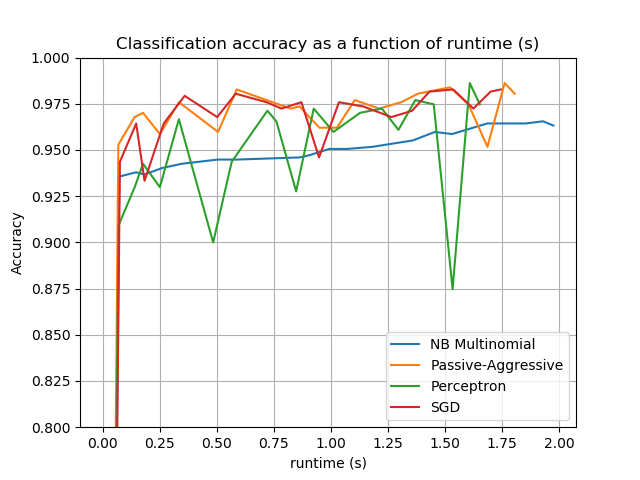 Classification accuracy as a function of runtime (s)
1.000
0.975
0.950
0.925
0.900
0.875
0.850
0.825
0.800
Accuracy
NB Multinomial
Passive-Aggressive
Perceptron
SGD
0.00 0.25 0.50 0.75 1.00 1.25 1.50 1.75 2.00
runtime (s)